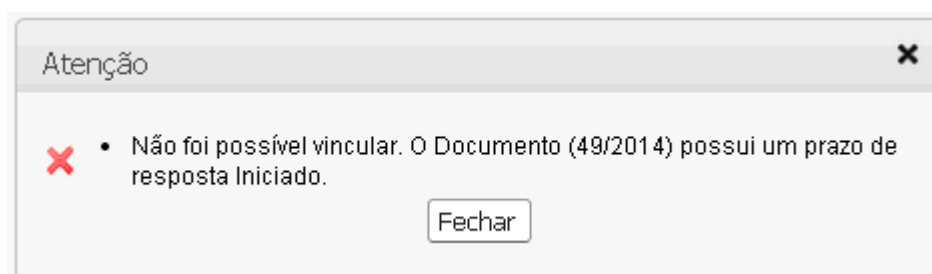 Atenção
• Não foi possível vincular. O Documento (49/2014) possui um prazo de
resposta Iniciado.
Fechar